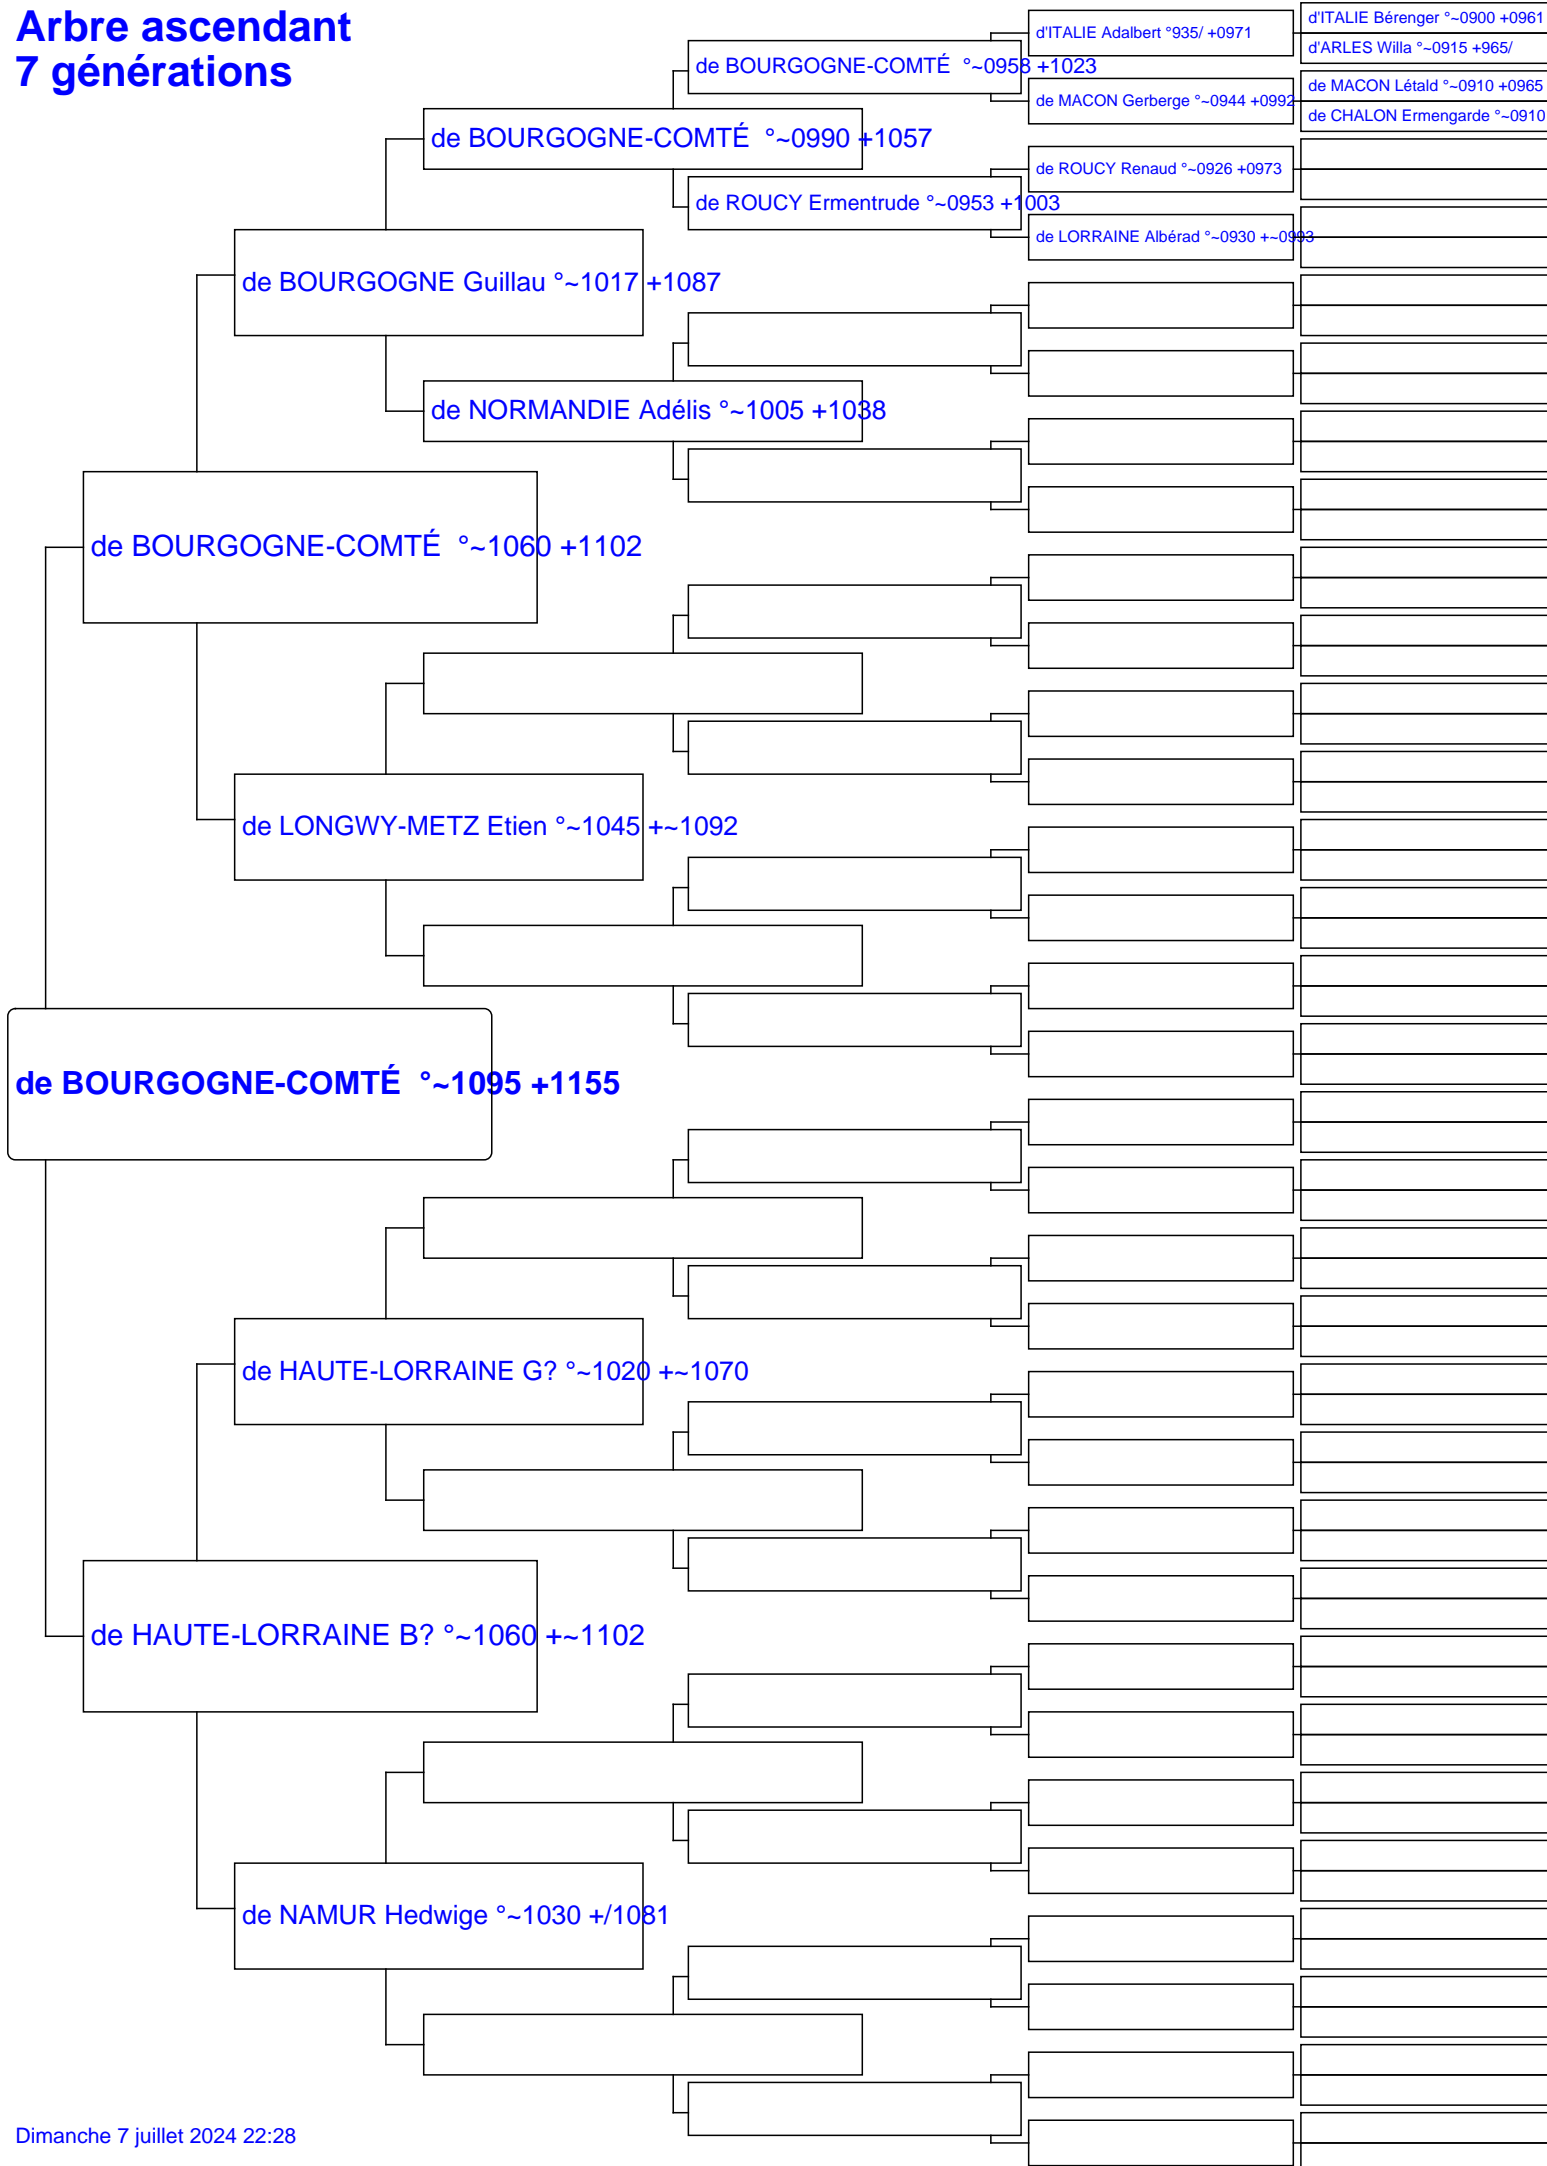 Arbre ascendant
7 générations
d'ITALIE Bérenger °~0900 +0961
d'ITALIE Adalbert °935/ +0971
d'ARLES Willa °~0915 +965/
de BOURGOGNE-COMTÉ °~0958 +1023
de MACON Létald °~0910 +0965
de MACON Gerberge °~0944 +0992
de CHALON Ermengarde °~0910
de BOURGOGNE-COMTÉ °~0990 +1057
de ROUCY Renaud °~0926 +0973
de ROUCY Ermentrude °~0953 +1003
de LORRAINE Albérad °~0930 +~0993
de BOURGOGNE Guillau °~1017 +1087
de NORMANDIE Adélis °~1005 +1038
de BOURGOGNE-COMTÉ °~1060 +1102
de LONGWY-METZ Etien °~1045 +~1092
de BOURGOGNE-COMTÉ °~1095 +1155
de HAUTE-LORRAINE G? °~1020 +~1070
de HAUTE-LORRAINE B? °~1060 +~1102
de NAMUR Hedwige °~1030 +/1081
Dimanche 7 juillet 2024 22:28